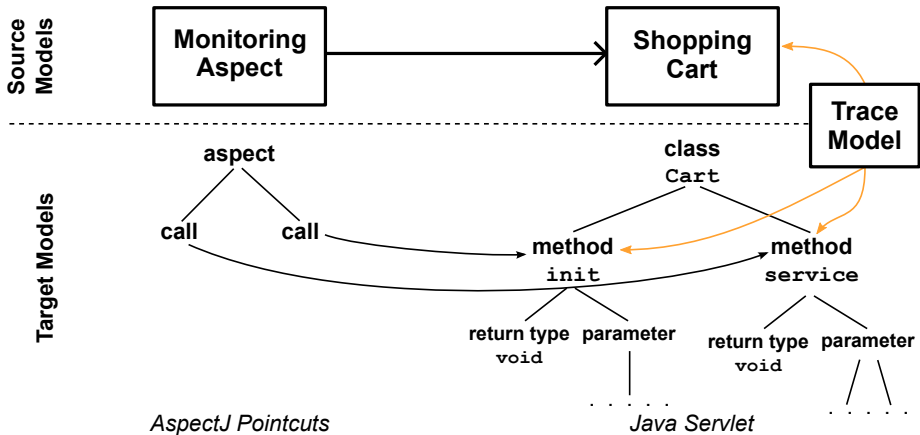 Source
Models
Monitoring
Aspect
Shopping
Cart
Trace
Model
Target Models
aspect
call
call
class
Cart
method
init
method
service
return type
void
parameter
. . . . .
return type
void
parameter
. . . . .
AspectJ Pointcuts
Java Servlet